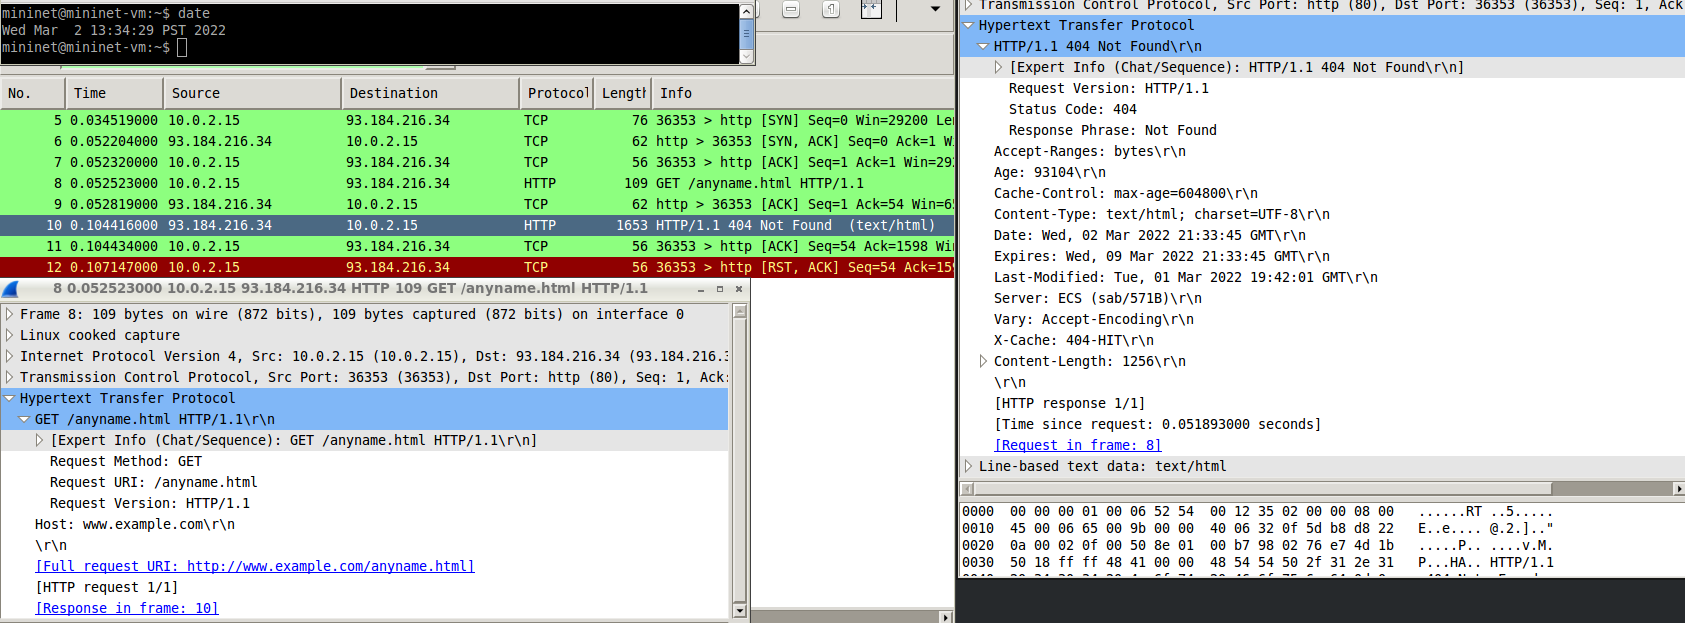 mininet@mininet-vm:~$ date
Wed Mar  2 13:34:29 PST 2022
mininet@mininet-vm:~$
No. Time Source Destination Protocol Length Info
5 0.034519000 10.0.2.15 93.184.216.34 TCP 76 36353 > http [SYN] Seq=0 Win=29200 Le
6 0.052204000 93.184.216.34 10.0.2.15 TCP 62 http > 36353 [SYN, ACK] Seq=0 Ack=1 W
7 0.052320000 10.0.2.15 93.184.216.34 TCP 56 36353 > http [ACK] Seq=1 Ack=1 Win=29
8 0.052523000 10.0.2.15 93.184.216.34 HTTP 109 GET /anyname.html HTTP/1.1
9 0.052819000 93.184.216.34 10.0.2.15 TCP 62 http > 36353 [ACK] Seq=1 Ack=54 Win=6
10 0.104416000 93.184.216.34 10.0.2.15 HTTP 1653 HTTP/1.1 404 Not Found  (text/html)
11 0.104434000 10.0.2.15 93.184.216.34 TCP 56 36353 > http [ACK] Seq=54 Ack=1598 Wi
12 0.107147000 10.0.2.15 93.184.216.34 TCP 56 36353 > http [RST, ACK] Seq=54 Ack=15
8 0.052523000 10.0.2.15 93.184.216.34 HTTP 109 GET /anyname.html HTTP/1.1
Frame 8: 109 bytes on wire (872 bits), 109 bytes captured (872 bits) on interface 0
Linux cooked capture
Internet Protocol Version 4, Src: 10.0.2.15 (10.0.2.15), Dst: 93.184.216.34 (93.184.216.3
Transmission Control Protocol, Src Port: 36353 (36353), Dst Port: http (80), Seq: 1, Ack:
Hypertext Transfer Protocol
GET /anyname.html HTTP/1.1\r\n
[Expert Info (Chat/Sequence): GET /anyname.html HTTP/1.1\r\n]
Request Method: GET
Request URI: /anyname.html
Request Version: HTTP/1.1
Host: www.example.com\r\n
\r\n
[Full request URI: http://www.example.com/anyname.html]
[HTTP request 1/1]
[Response in frame: 10]
Transmission Control Protocol, Src Port: http (80), Dst Port: 36353 (36353), Seq: 1, Ack
Hypertext Transfer Protocol
HTTP/1.1 404 Not Found\r\n
[Expert Info (Chat/Sequence): HTTP/1.1 404 Not Found\r\n]
Request Version: HTTP/1.1
Status Code: 404
Response Phrase: Not Found
Accept-Ranges: bytes\r\n
Age: 93104\r\n
Cache-Control: max-age=604800\r\n
Content-Type: text/html; charset=UTF-8\r\n
Date: Wed, 02 Mar 2022 21:33:45 GMT\r\n
Expires: Wed, 09 Mar 2022 21:33:45 GMT\r\n
Last-Modified: Tue, 01 Mar 2022 19:42:01 GMT\r\n
Server: ECS (sab/571B)\r\n
Vary: Accept-Encoding\r\n
X-Cache: 404-HIT\r\n
Content-Length: 1256\r\n
\r\n
[HTTP response 1/1]
[Time since request: 0.051893000 seconds]
[Request in frame: 8]
Line-based text data: text/html
0000  00 00 00 01 00 06 52 54  00 12 35 02 00 00 08 00   ......RT ..5.....
0010  45 00 06 65 00 9b 00 00  40 06 32 0f 5d b8 d8 22   E..e.... @.2.].."
0020  0a 00 02 0f 00 50 8e 01  00 b7 98 02 76 e7 4d 1b   .....P.. ....v.M.
0030  50 18 ff ff 48 41 00 00  48 54 54 50 2f 31 2e 31   P...HA.. HTTP/1.1